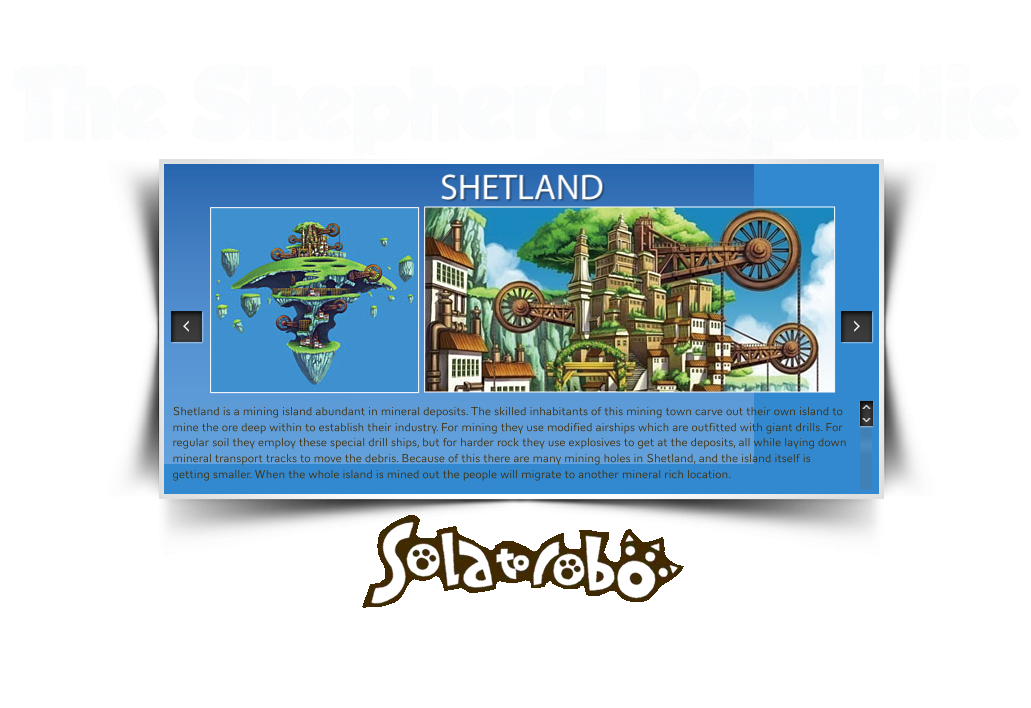 The Shepherd Republic
SHETLAND
Shetland is a mining island abundant in mineral deposits. The skilled inhabitants of this mining town carve out their own island to
mine the ore deep within to establish their industry. For mining they use modified airships which are outfitted with giant drills. For
regular soil they employ these special drill ships, but for harder rock they use explosives to get at the deposits, all while laying down
mineral transport tracks to move the debris. Because of this there are many mining holes in Shetland, and the island itself is
getting smaller. When the whole island is mined out the people will migrate to another mineral rich location.
Solatorobo